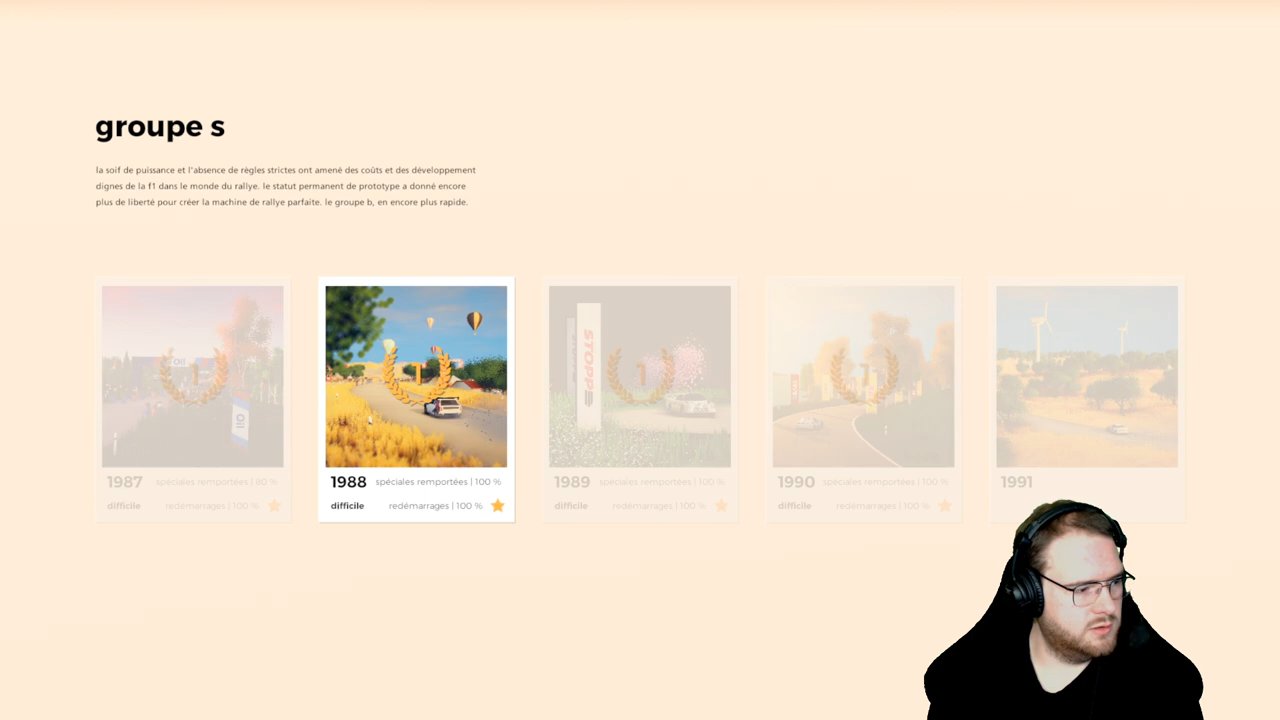 groupe s
la soif de puissance et l'absence de règles strictes ont amené des coûts et des développement
dignes de la f1 dans le monde du rallye. le statut permanent de prototype a donné encore
plus de liberté pour créer la machine de rallye parfaite. le groupe b, en encore plus rapide.
1
1
STOPP
1
1
1987 spéciales remportées | 80 %
difficile redémarrages | 100 %
1988 spéciales remportées | 100 %
difficile redémarrages | 100 %
1989 spéciales remportées | 100 %
difficile redémarrages | 100 %
1990 spéciales remportées | 100 %
difficile redémarrages | 100 %
1991